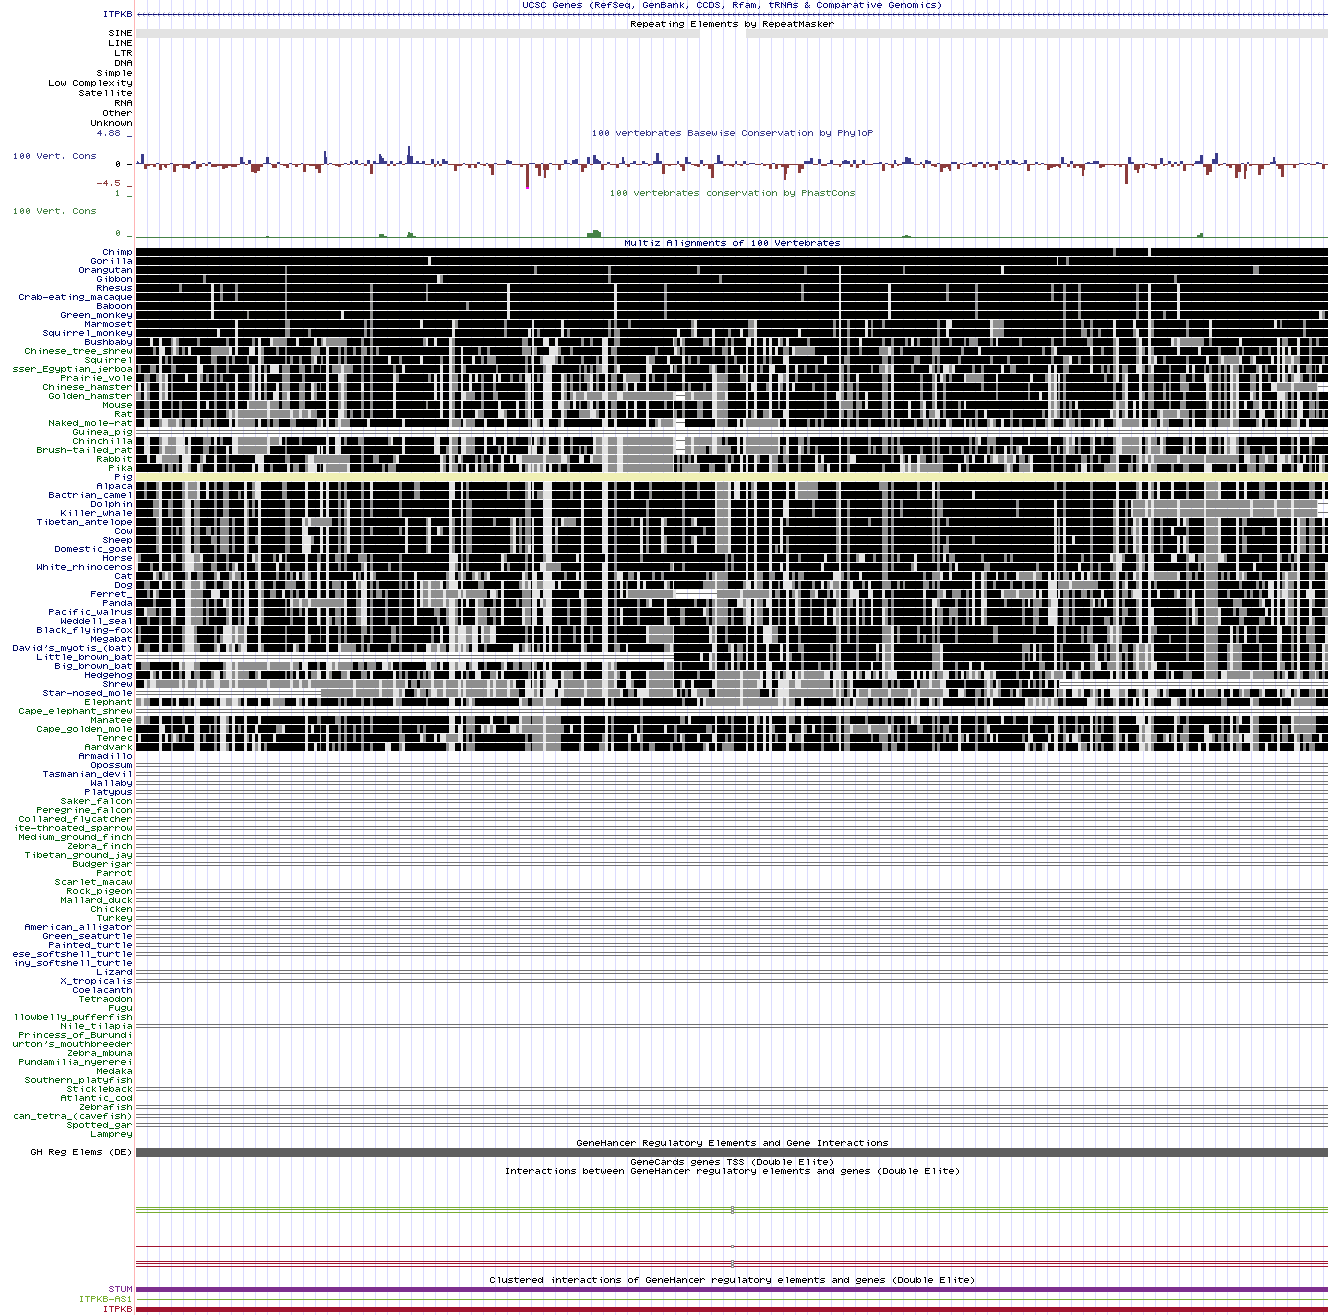 UCSC Genes (RefSeq, GenBank, CCDS, Rfam, tRNAs & Comparative Genomics)
ITPKB
Repeating Elements by RepeatMasker
SINE
LINE
LTR
DNA
Simple
Low Complexity
Satellite
RNA
Other
Unknown
4.88 _
100 vertebrates Basewise Conservation by PhyloP
100 Vert. Cons
0 _
-4.5 _
1 _
100 vertebrates conservation by PhastCons
100 Vert. Cons
0 _
Multiz Alignments of 100 Vertebrates
Chimp
Gorilla
Orangutan
Gibbon
Rhesus
Crab-eating_macaque
Baboon
Green_monkey
Marmoset
Squirrel_monkey
Bushbaby
Chinese_tree_shrew
Squirrel
sser_Egyptian_jerboa
Prairie_vole
Chinese_hamster
Golden_hamster
Mouse
Rat
Naked_mole-rat
Guinea_pig
Chinchilla
Brush-tailed_rat
Rabbit
Pika
Pig
Alpaca
Bactrian_camel
Dolphin
Killer_whale
Tibetan_antelope
Cow
Sheep
Domestic_goat
Horse
White_rhinoceros
Cat
Dog
Ferret_
Panda
Pacific_walrus
Weddell_seal
Black_flying-fox
Megabat
David's_myotis_(bat)
Little_brown_bat
Big_brown_bat
Hedgehog
Shrew
Star-nosed_mole
Elephant
Cape_elephant_shrew
Manatee
Cape_golden_mole
Tenrec
Aardvark
Armadillo
Opossum
Tasmanian_devil
Wallaby
Platypus
Saker_falcon
Peregrine_falcon
Collared_flycatcher
ite-throated_sparrow
Medium_ground_finch
Zebra_finch
Tibetan_ground_jay
Budgerigar
Parrot
Scarlet_macaw
Rock_pigeon
Mallard_duck
Chicken
Turkey
American_alligator
Green_seaturtle
Painted_turtle
ese_softshell_turtle
iny_softshell_turtle
Lizard
X_tropicalis
Coelacanth
Tetraodon
Fugu
llowbelly_pufferfish
Nile_tilapia
Princess_of_Burundi
urton's_mouthbreeder
Zebra_mbuna
Pundamilia_nyererei
Medaka
Southern_platyfish
Stickleback
Atlantic_cod
Zebrafish
can_tetra_(cavefish)
Spotted_gar
Lamprey
GeneHancer Regulatory Elements and Gene Interactions
GH Reg Elems (DE)
GeneCards genes TSS (Double Elite)
Interactions between GeneHancer regulatory elements and genes (Double Elite)
Clustered interactions of GeneHancer regulatory elements and genes (Double Elite)
STUM
ITPKB-AS1
ITPKB